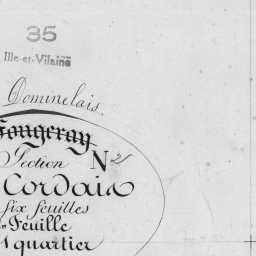 35
Ille-et-Vilaine
Dominelais
Fougeray
Section N
Cordais
six feuilles
Feuille
quartier